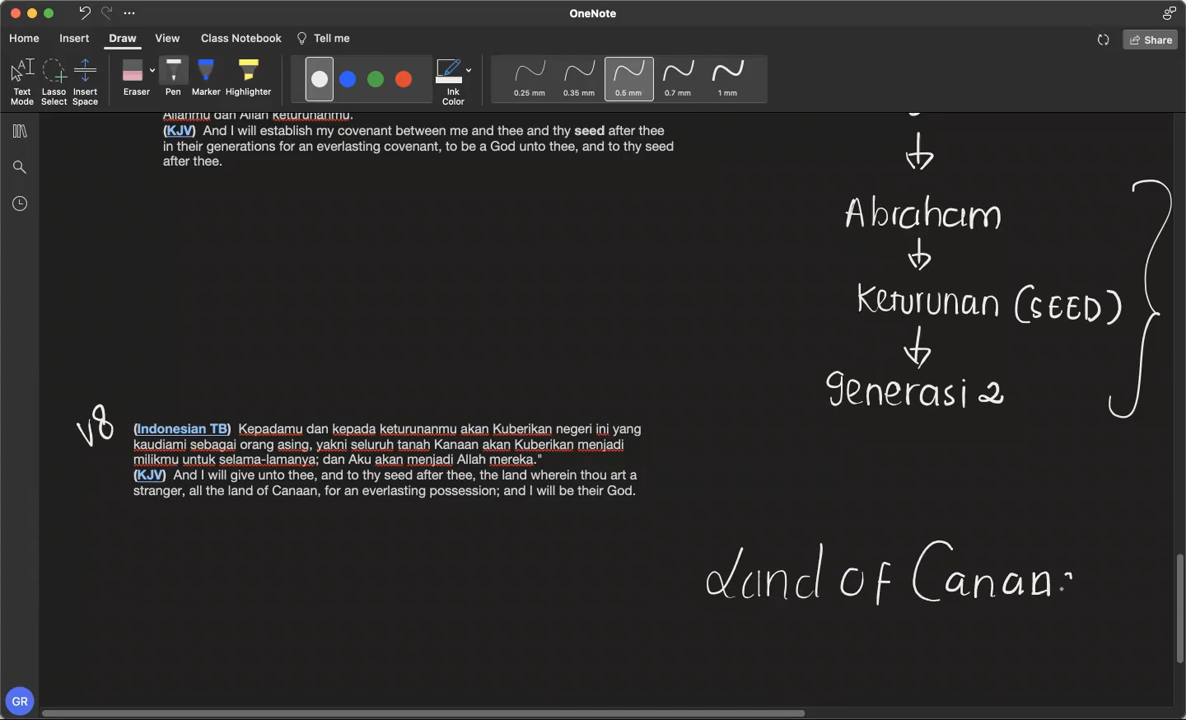 OneNote
Home Insert Draw View Class Notebook Tell me
Share
Text Mode
Lasso Select
Insert Space
Eraser
Pen
Marker
Highlighter
Ink Color
0.25 mm
0.35 mm
0.5 mm
0.7 mm
1 mm
Allahmu dan Allah keturunanmu.
(KJV) And I will establish my covenant between me and thee and thy seed after thee
in their generations for an everlasting covenant, to be a God unto thee, and to thy seed
after thee.
Abraham
Keturunan (SEED)
Generasi 2
v8
(Indonesian TB) Kepadamu dan kepada keturunanmu akan Kuberikan negeri ini yang
kaudiami sebagai orang asing, yakni seluruh tanah Kanaan akan Kuberikan menjadi
milikmu untuk selama-lamanya; dan Aku akan menjadi Allah mereka."
(KJV) And I will give unto thee, and to thy seed after thee, the land wherein thou art a
stranger, all the land of Canaan, for an everlasting possession; and I will be their God.
Land of Canan
GR